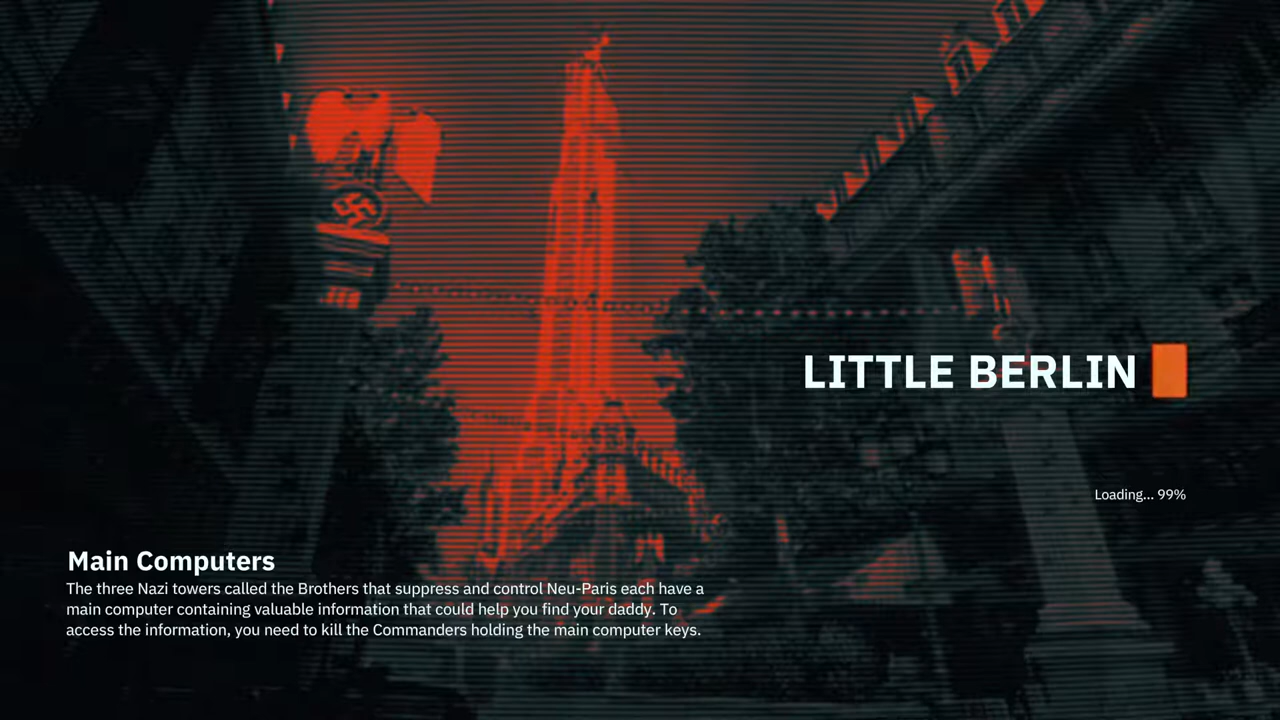 LITTLE BERLIN
Loading... 99%
Main Computers
The three Nazi towers called the Brothers that suppress and control Neu-Paris each have a
main computer containing valuable information that could help you find your daddy. To
access the information, you need to kill the Commanders holding the main computer keys.